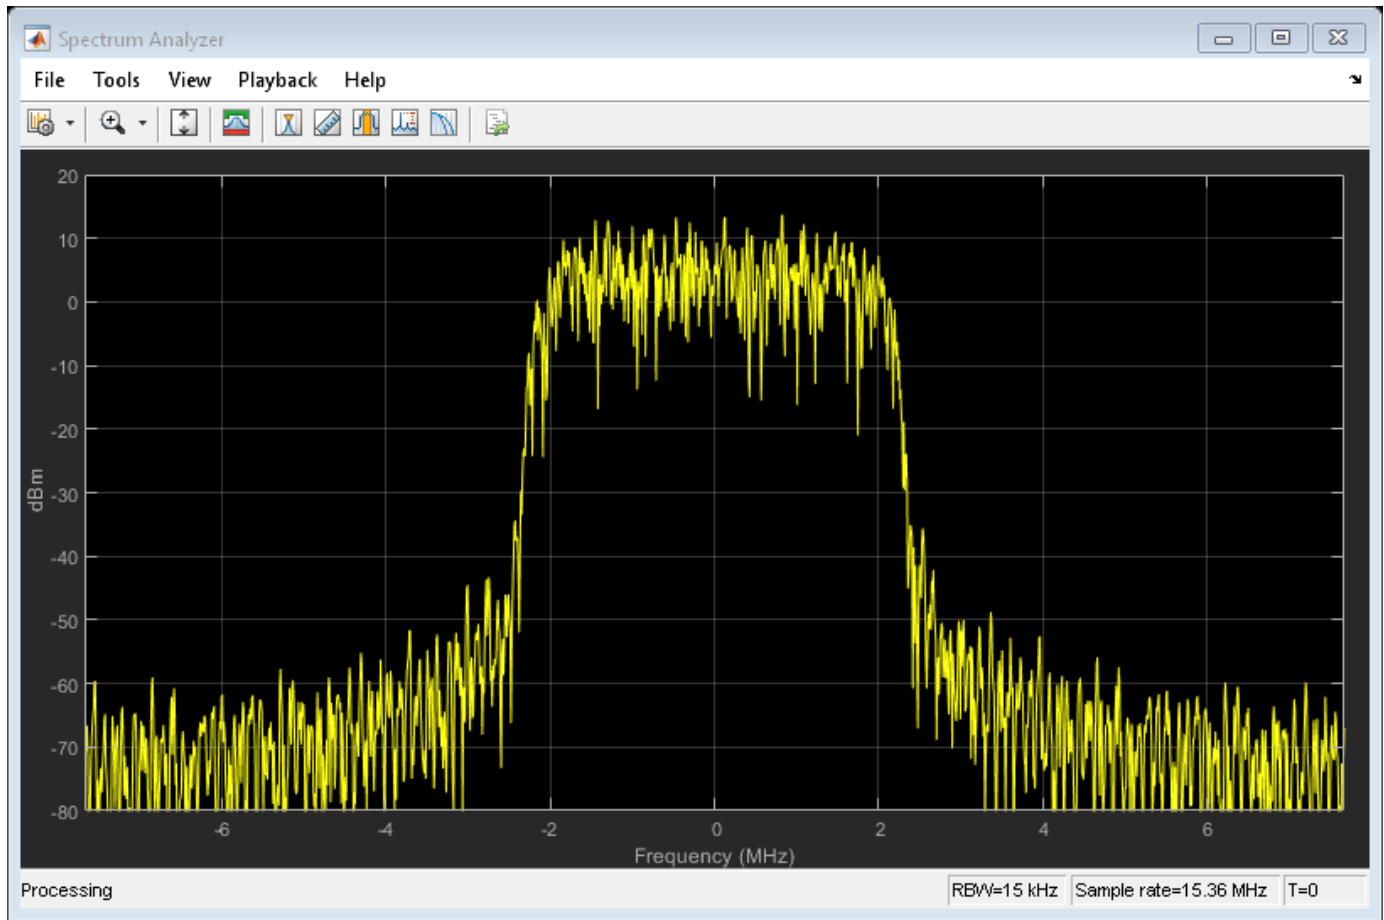 Spectrum Analyzer
File Tools View Playback Help
20
10
0
-10
-20
-30
-40
-50
-60
-70
-80
dBm
-6 -4 -2 0 2 4 6
Frequency (MHz)
Processing RBW=15 kHz Sample rate=15.36 MHz T=0